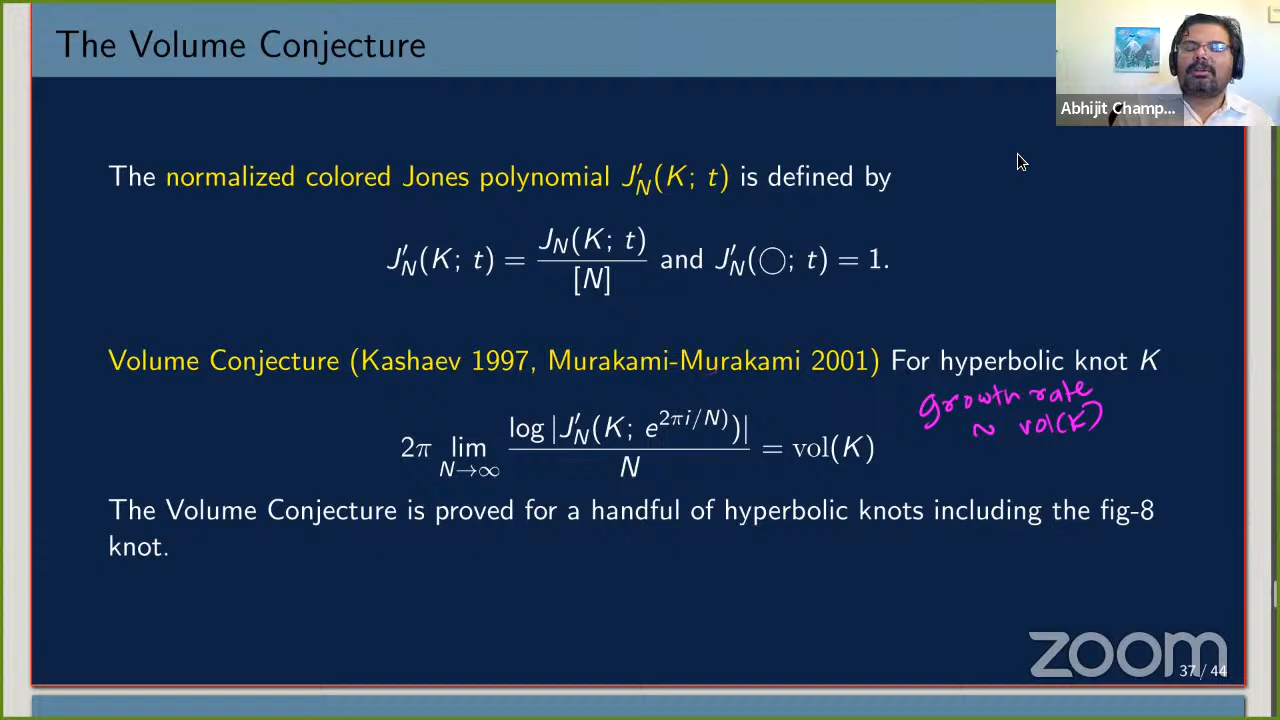 The Volume Conjecture
Abhijit Champ...
The normalized colored Jones polynomial J′_N(K; t) is defined by
J′_N(K; t) = J_N(K; t) / [N] and J′_N(◯; t) = 1.
Volume Conjecture (Kashaev 1997, Murakami-Murakami 2001) For hyperbolic knot K
growth rate
~ vol(K)
2π lim_{N→∞} log |J′_N(K; e^{2πi/N})| / N = vol(K)
The Volume Conjecture is proved for a handful of hyperbolic knots including the fig-8
knot.
zoom
37 / 44